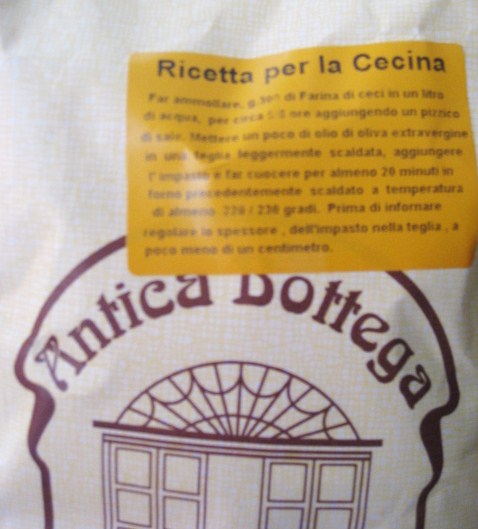 Ricetta per la Cecina
Far ammollare, g. di Farina di ceci in un litro
di acqua, per circa ore aggiungendo un pizzico
di sale. Mettere un poco di olio di oliva extravergine
in una teglia leggermente scaldata, aggiungere
l' impasto e far cuocere per almeno 20 minuti in
forno precedentemente scaldato a temperatura
di almeno 220 / 230 gradi. Prima di infornare
regolare lo spessore , dell'impasto nella teglia , a
poco meno di un centimetro.
Antica Bottega